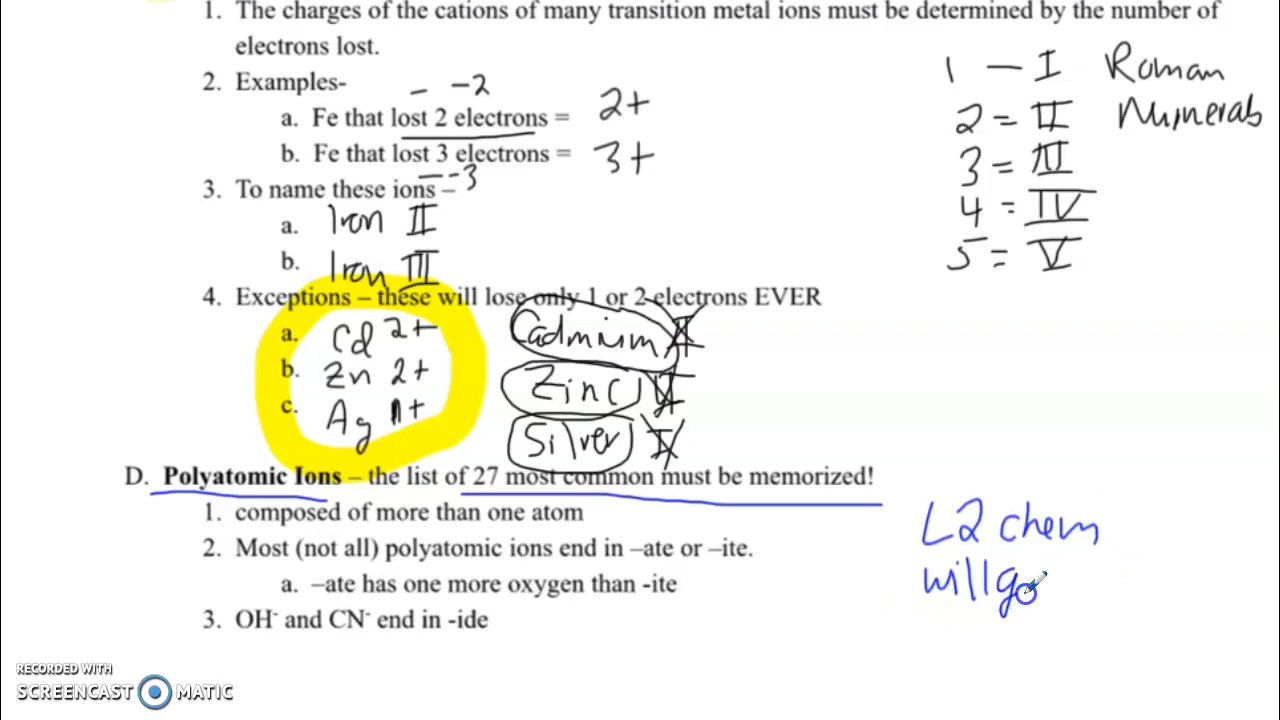 1. The charges of the cations of many transition metal ions must be determined by the number of
electrons lost.
2. Examples-
- -2
a. Fe that lost 2 electrons = 2+
b. Fe that lost 3 electrons = 3+
--3
3. To name these ions –
a. Iron II
b. Iron III
4. Exceptions – these will lose only 1 or 2 electrons EVER
a. Cd 2+ Cadmium II
b. Zn 2+ Zinc II
c. Ag 1+ Silver I
1 – I Roman
2 = II Numerals
3 = III
4 = IV
5 = V
D. Polyatomic Ions – the list of 27 most common must be memorized!
1. composed of more than one atom
2. Most (not all) polyatomic ions end in –ate or –ite.
a. –ate has one more oxygen than -ite
3. OH⁻ and CN⁻ end in -ide
L2 chem
will go
RECORDED WITH
SCREENCAST MATIC